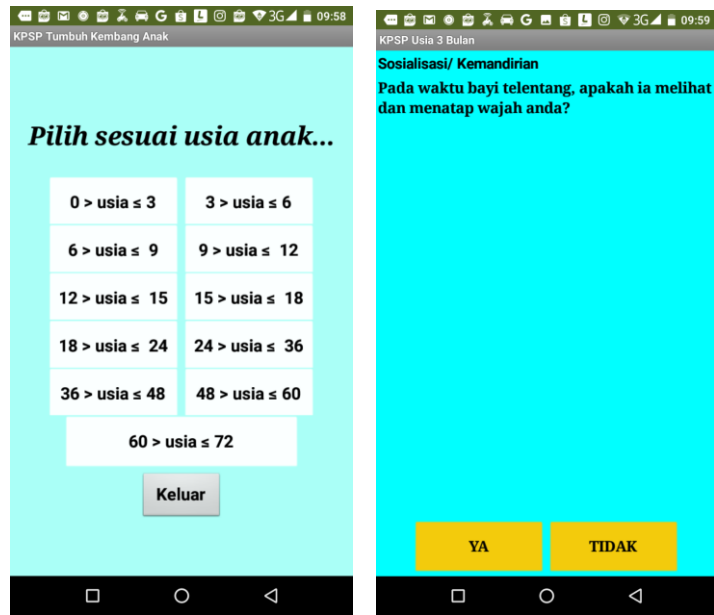 3G 09:58
KPSP Tumbuh Kembang Anak
Pilih sesuai usia anak...
0 > usia ≤ 3
3 > usia ≤ 6
6 > usia ≤ 9
9 > usia ≤ 12
12 > usia ≤ 15
15 > usia ≤ 18
18 > usia ≤ 24
24 > usia ≤ 36
36 > usia ≤ 48
48 > usia ≤ 60
60 > usia ≤ 72
Keluar
3G 09:59
KPSP Usia 3 Bulan
Sosialisasi/ Kemandirian
Pada waktu bayi telentang, apakah ia melihat
dan menatap wajah anda?
YA
TIDAK